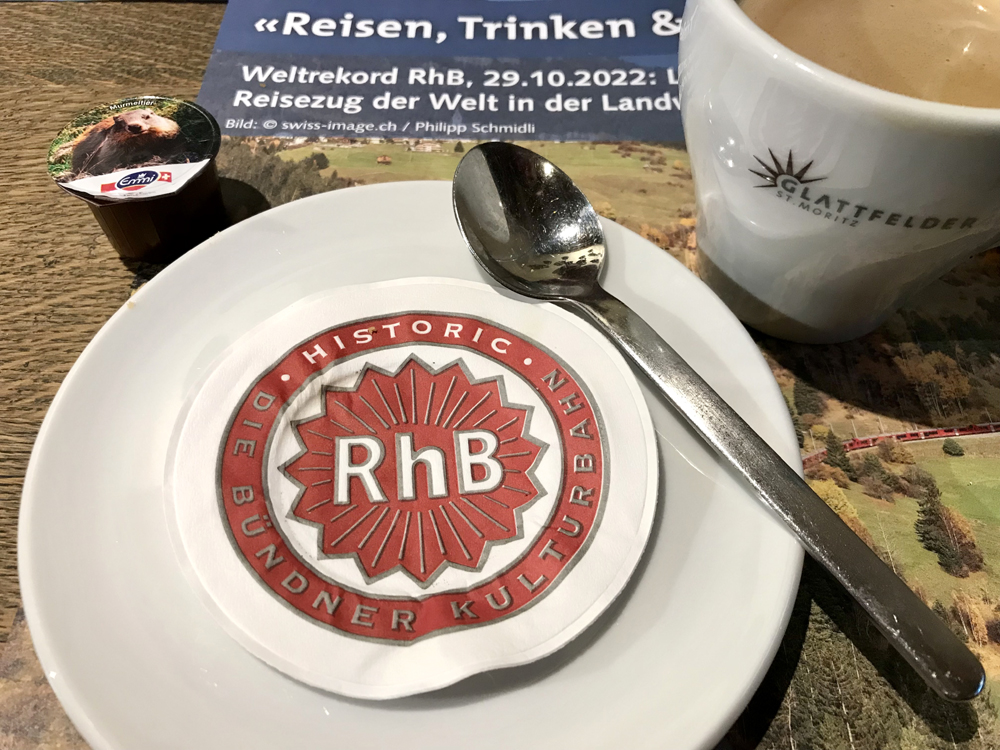 «Reisen, Trinken &
Weltrekord RhB, 29.10.2022:
Reisezug der Welt in der
Bild: © swiss-image.ch / Philipp Schmidli
Murmeltier
Emmi
GLATTFELDER
ST. MORITZ
• HISTORIC •
DIE BÜNDNER KULTURBAHN
RhB